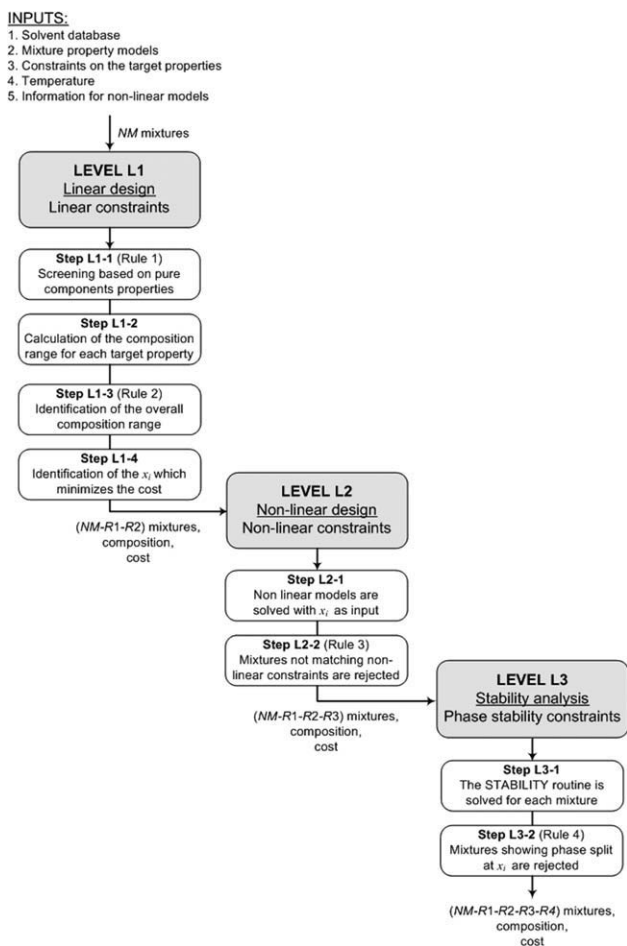 INPUTS:
1. Solvent database
2. Mixture property models
3. Constraints on the target properties
4. Temperature
5. Information for non-linear models
NM mixtures
LEVEL L1
Linear design
Linear constraints
Step L1-1 (Rule 1)
Screening based on pure
components properties
Step L1-2
Calculation of the composition
range for each target property
Step L1-3 (Rule 2)
Identification of the overall
composition range
Step L1-4
Identification of the xi which
minimizes the cost
(NM-R1-R2) mixtures,
composition,
cost
LEVEL L2
Non-linear design
Non-linear constraints
Step L2-1
Non linear models are
solved with xi as input
Step L2-2 (Rule 3)
Mixtures not matching non-
linear constraints are rejected
(NM-R1-R2-R3) mixtures,
composition,
cost
LEVEL L3
Stability analysis
Phase stability constraints
Step L3-1
The STABILITY routine is
solved for each mixture
Step L3-2 (Rule 4)
Mixtures showing phase split
at xi are rejected
(NM-R1-R2-R3-R4) mixtures,
composition,
cost